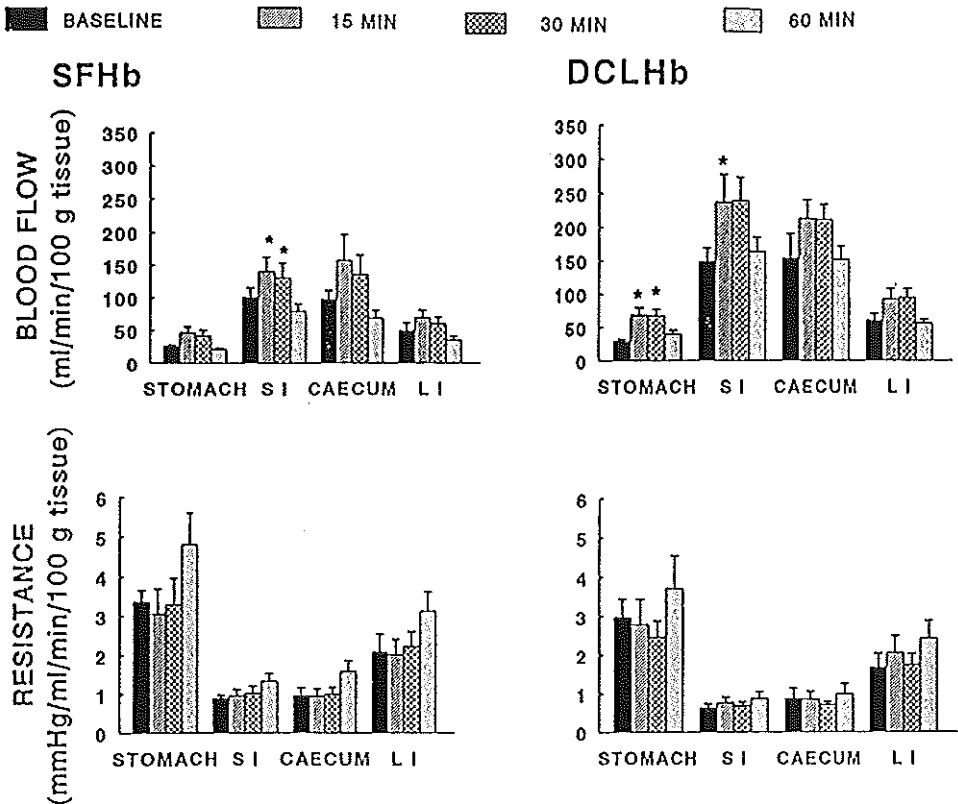 BASELINE 15 MIN 30 MIN 60 MIN
SFHb
DCLHb
BLOOD FLOW
(ml/min/100 g tissue)
350
300
250
200
150
100
50
0
* *
STOMACH S I CAECUM L I
350
300
250
200
150
100
50
0
* * *
STOMACH S I CAECUM L I
RESISTANCE
(mmHg/ml/min/100 g tissue)
6
5
4
3
2
1
0
STOMACH S I CAECUM L I
6
5
4
3
2
1
0
STOMACH S I CAECUM L I